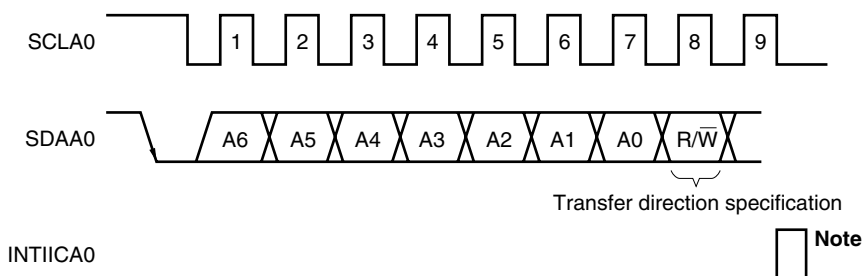 SCLA0 1 2 3 4 5 6 7 8 9
SDAA0 A6 A5 A4 A3 A2 A1 A0 R/W̅
Transfer direction specification
INTIICA0 Note